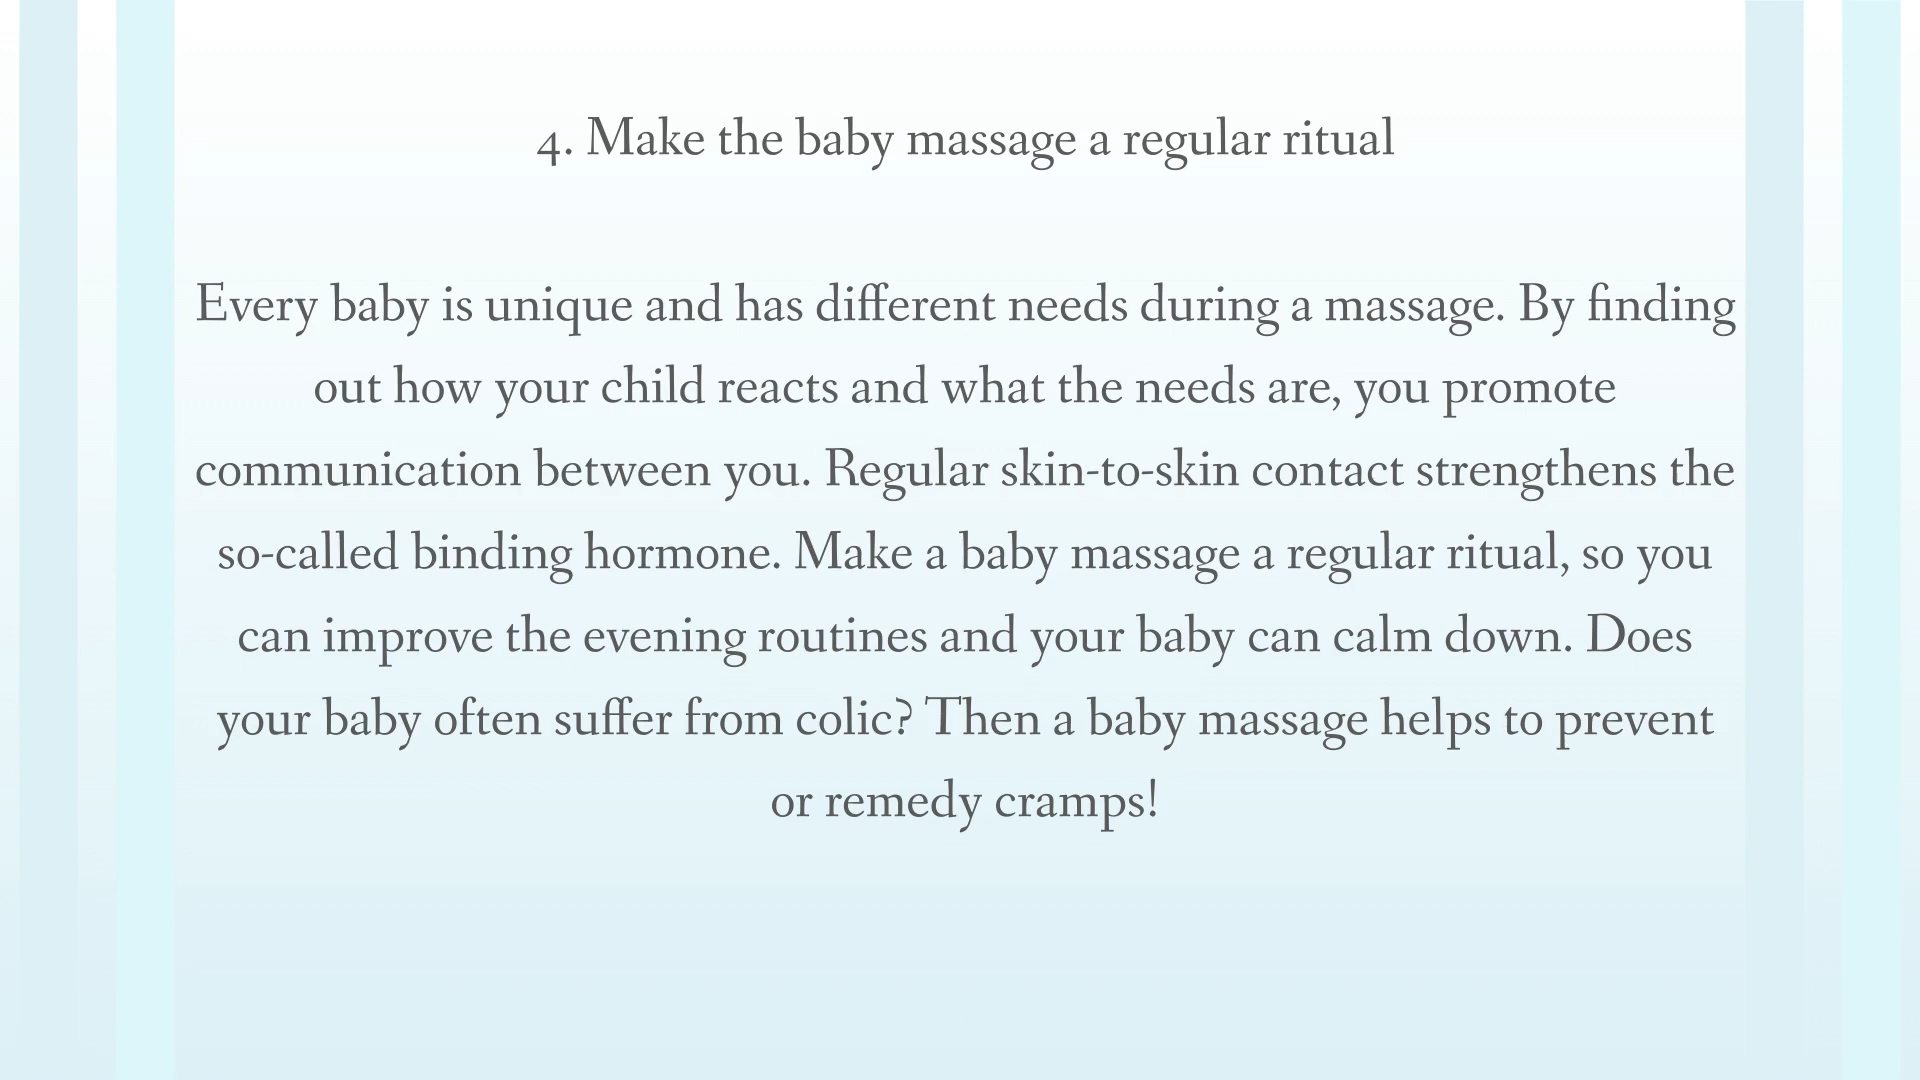 4. Make the baby massage a regular ritual
Every baby is unique and has different needs during a massage. By finding
out how your child reacts and what the needs are, you promote
communication between you. Regular skin-to-skin contact strengthens the
so-called binding hormone. Make a baby massage a regular ritual, so you
can improve the evening routines and your baby can calm down. Does
your baby often suffer from colic? Then a baby massage helps to prevent
or remedy cramps!